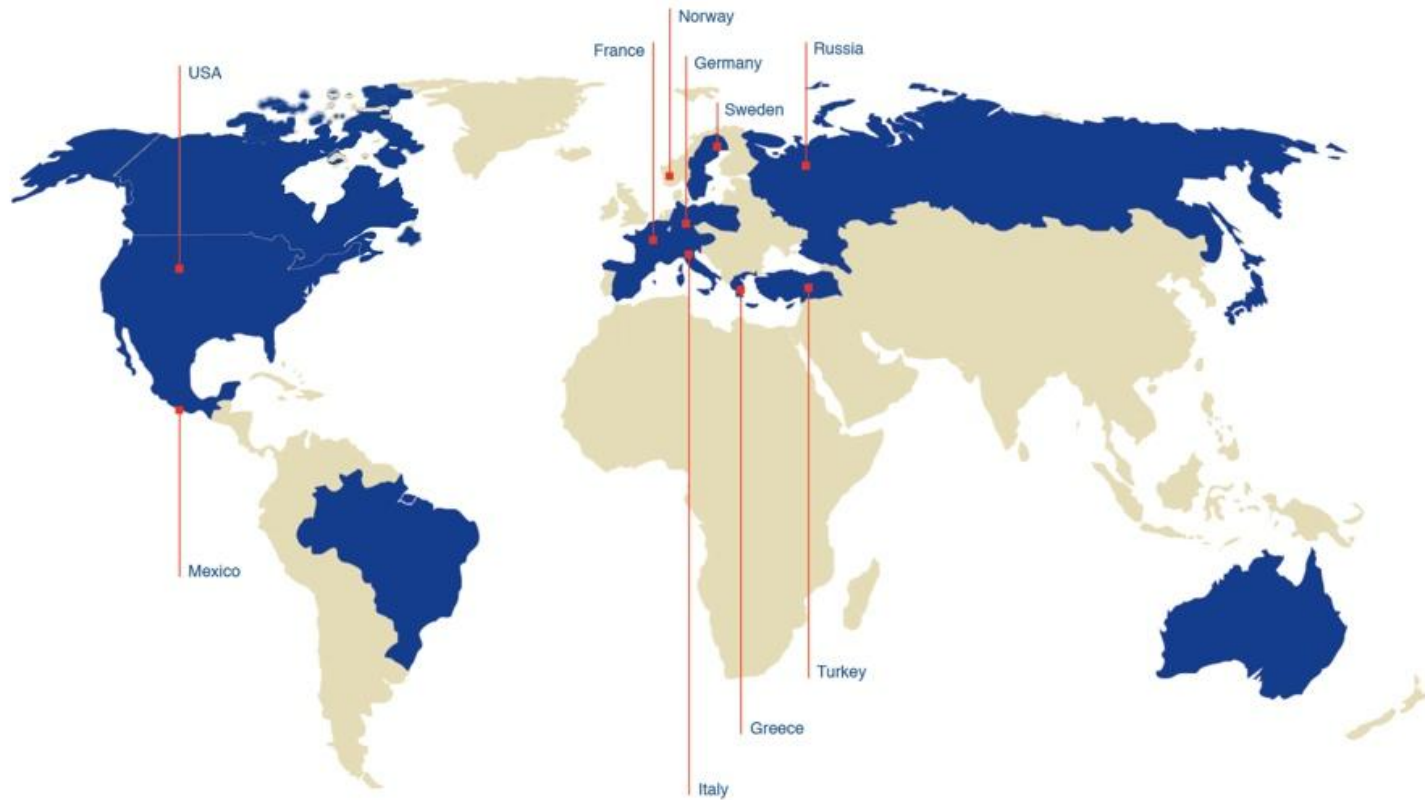 Norway
France
Russia
Germany
USA
Sweden
Mexico
Turkey
Greece
Italy